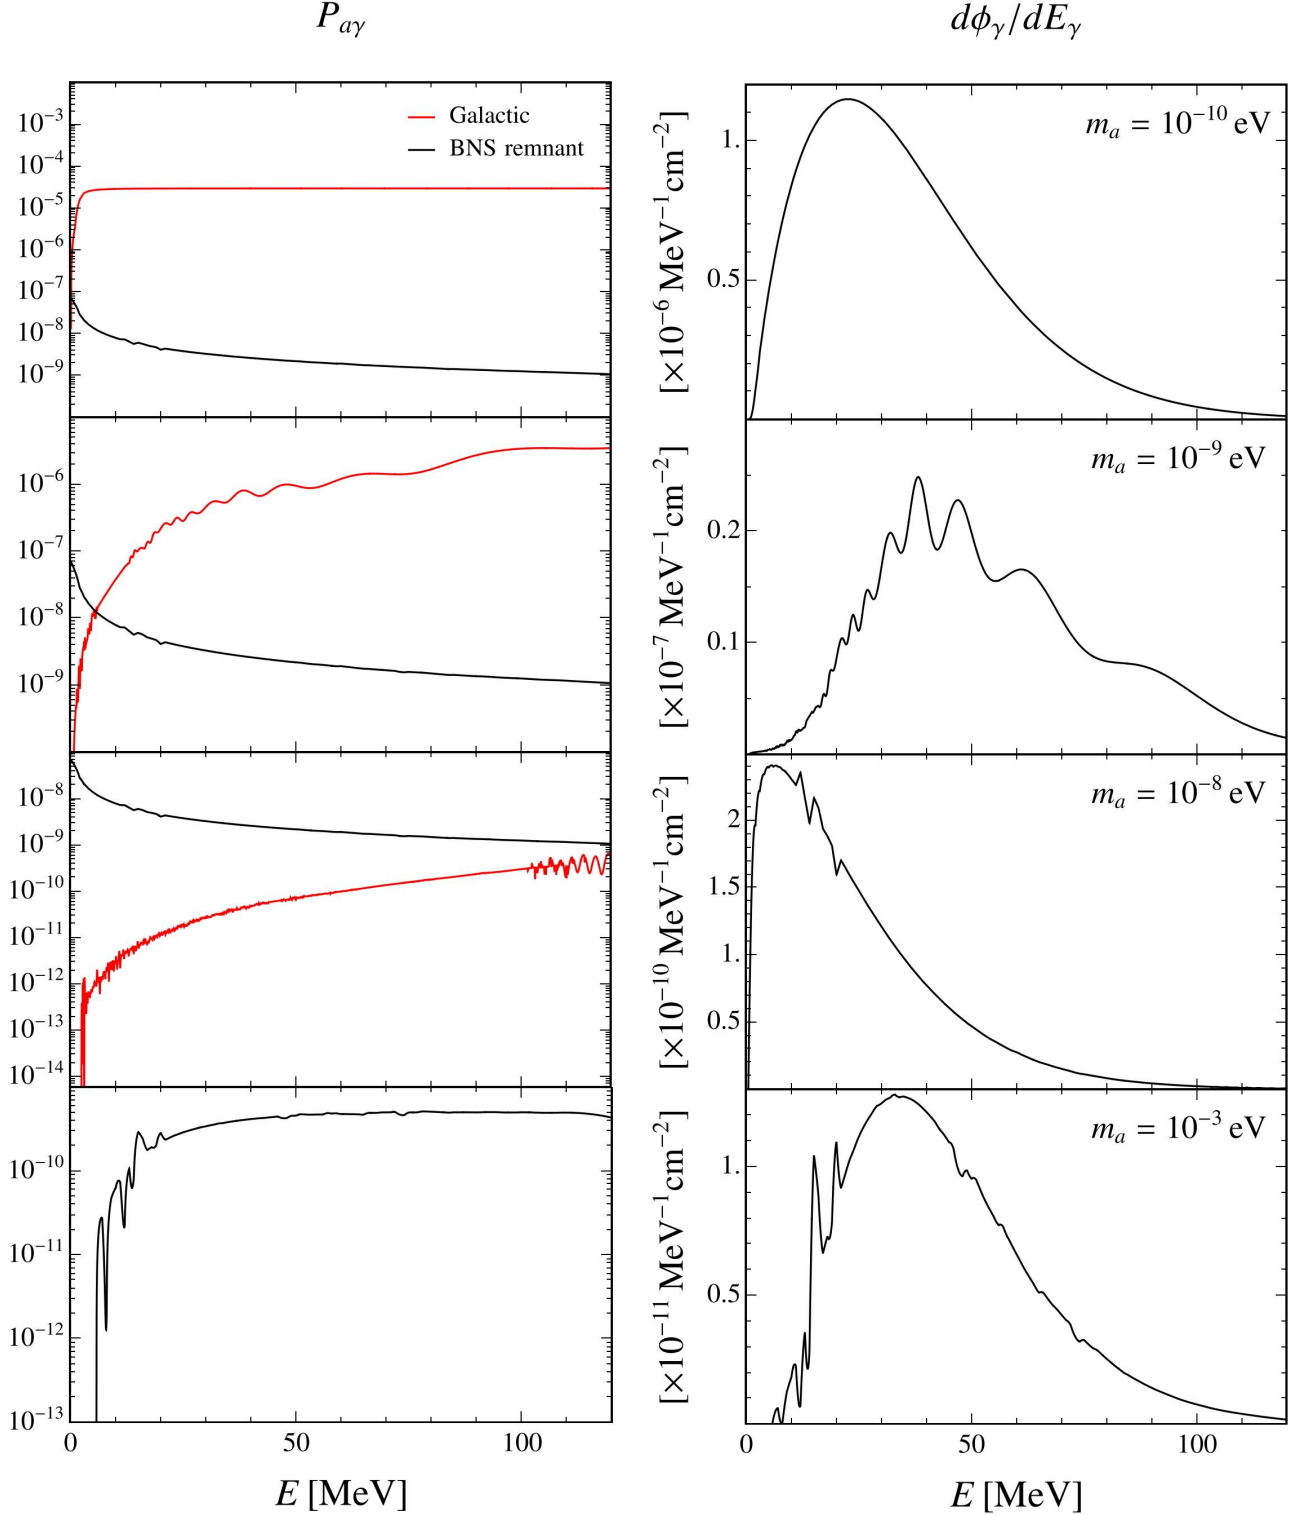 P_{aγ}
dϕ_γ/dE_γ
Galactic
BNS remnant
10^{−3}
10^{−4}
10^{−5}
10^{−6}
10^{−7}
10^{−8}
10^{−9}
m_a = 10^{−10} eV
1.
0.5
[×10^{−6} MeV^{−1}cm^{−2}]
10^{−6}
10^{−7}
10^{−8}
10^{−9}
m_a = 10^{−9} eV
0.2
0.1
[×10^{−7} MeV^{−1}cm^{−2}]
10^{−8}
10^{−9}
10^{−10}
10^{−11}
10^{−12}
10^{−13}
10^{−14}
m_a = 10^{−8} eV
2
1.5
1.
0.5
[×10^{−10} MeV^{−1}cm^{−2}]
10^{−10}
10^{−11}
10^{−12}
10^{−13}
m_a = 10^{−3} eV
1.
0.5
[×10^{−11} MeV^{−1}cm^{−2}]
0 50 100
0 50 100
E [MeV]
E [MeV]